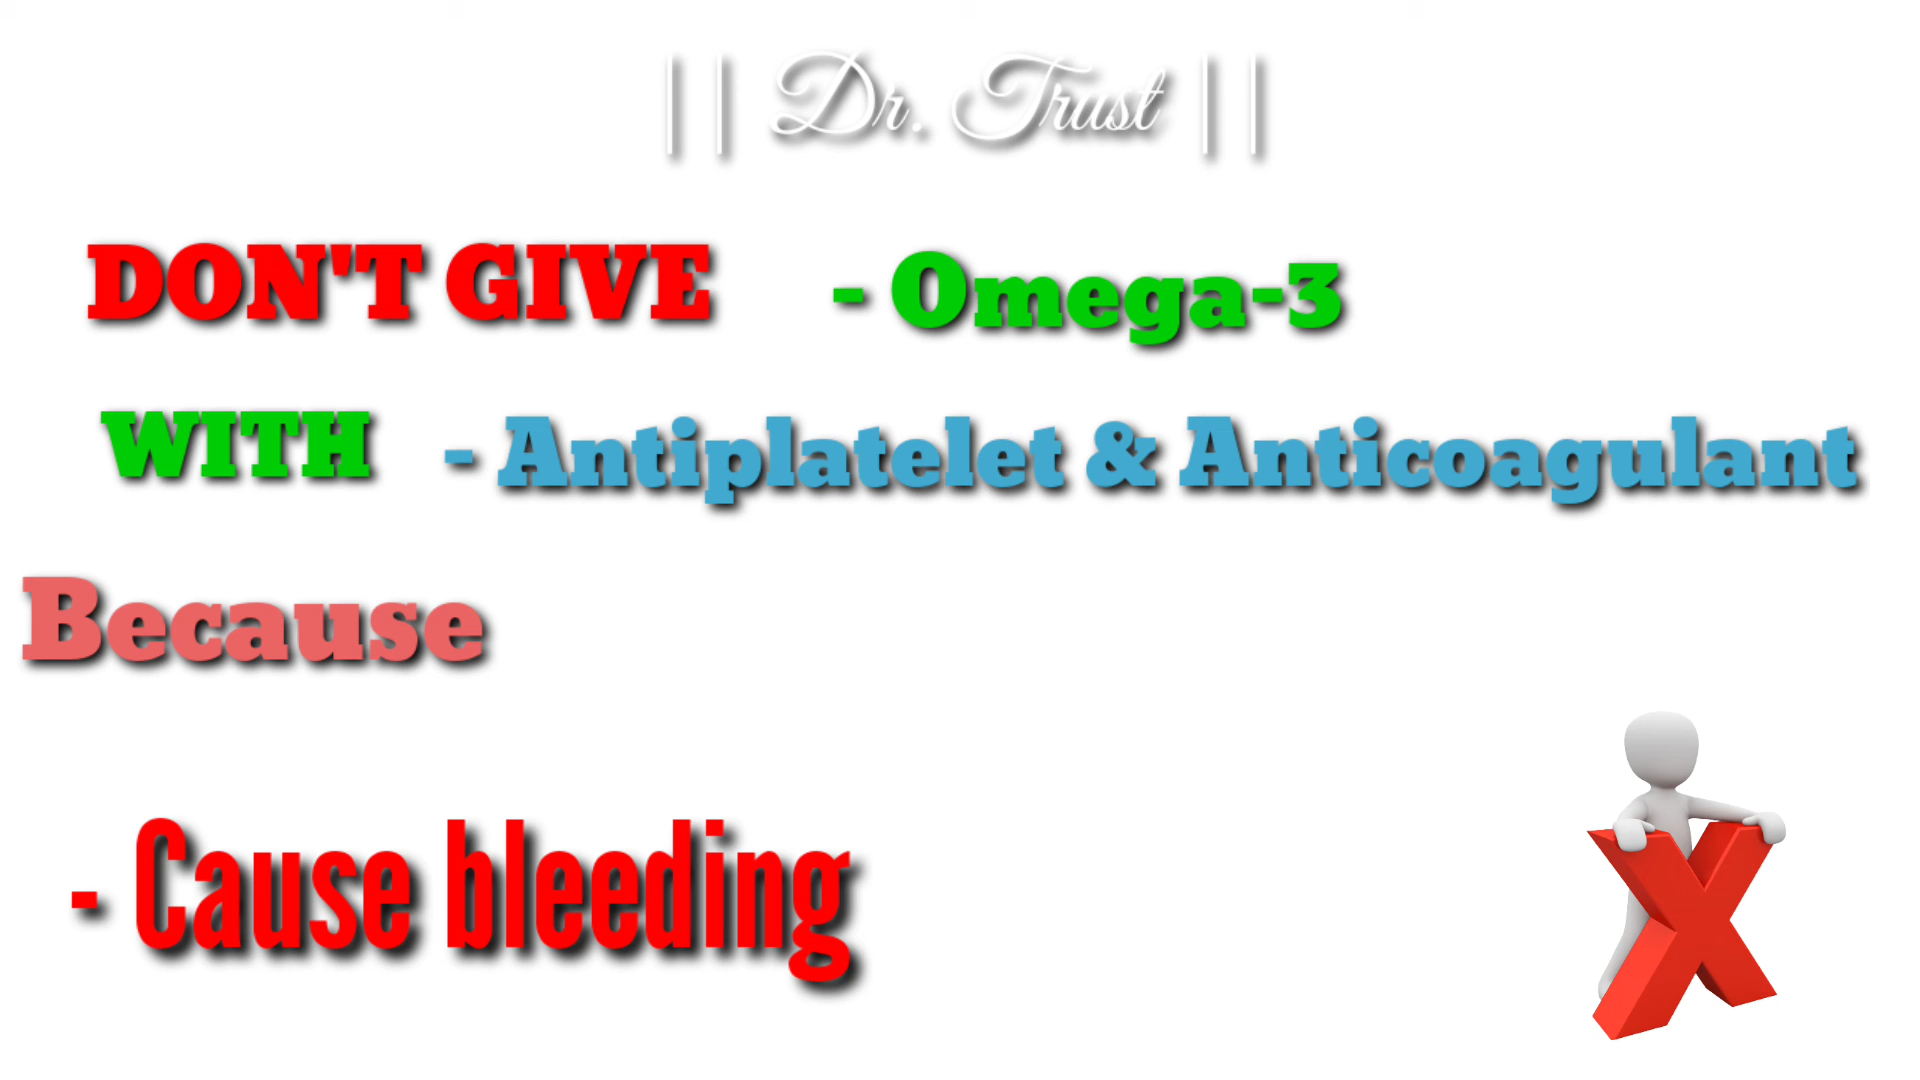 || Dr. Trust ||
DON'T GIVE - Omega-3
WITH - Antiplatelet & Anticoagulant
Because
- Cause bleeding